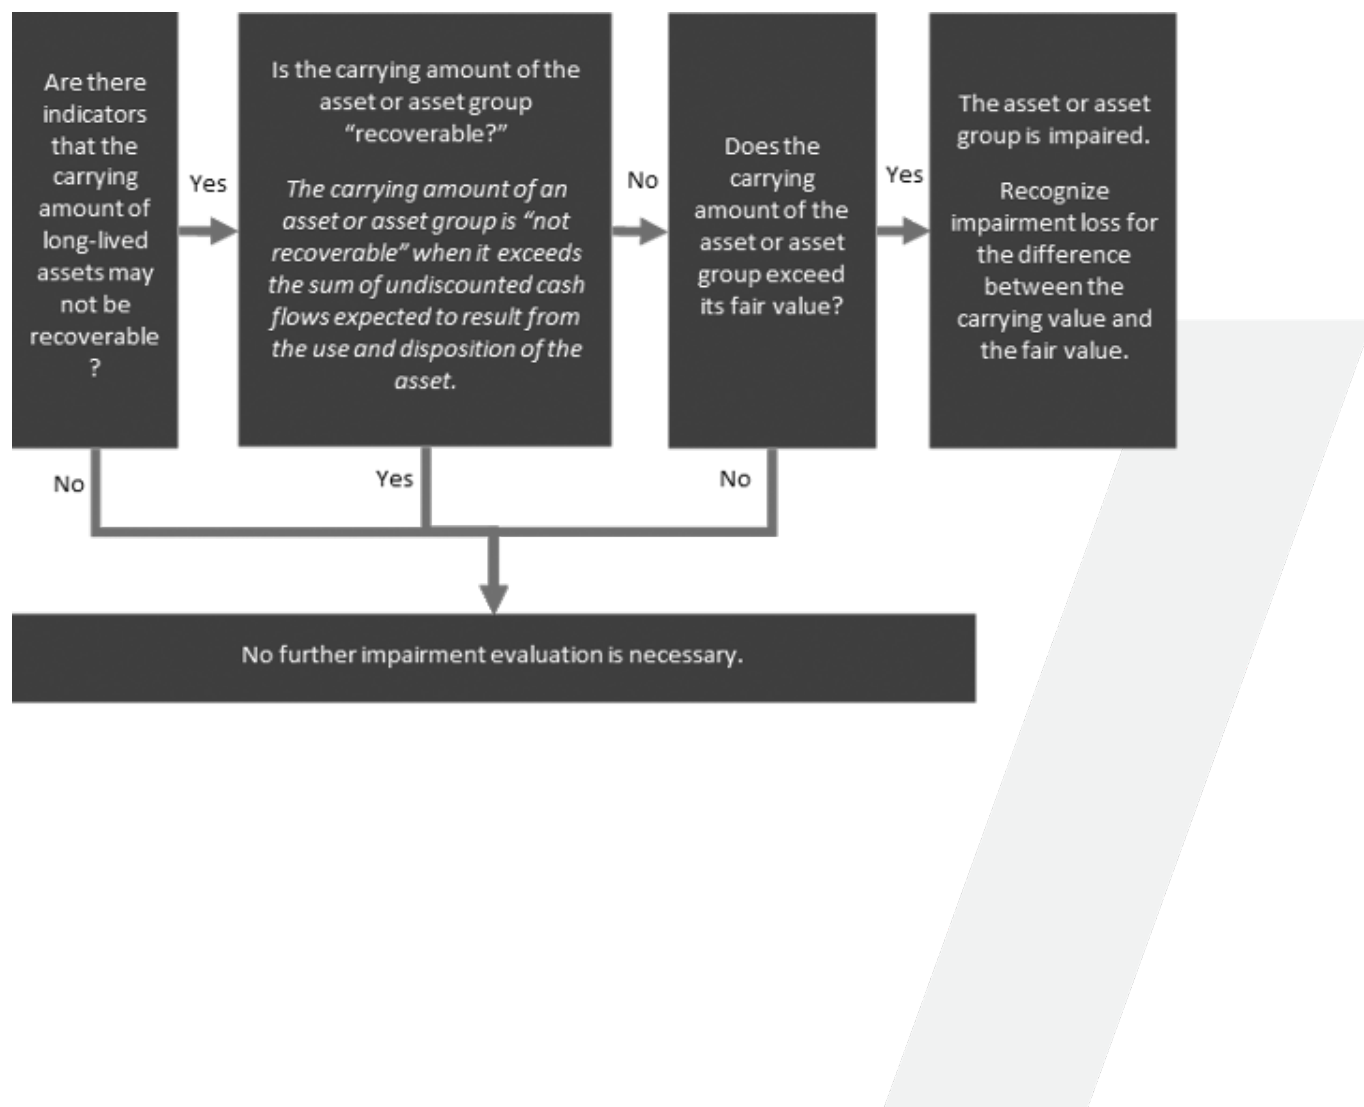 Are there
indicators
that the
carrying
amount of
long-lived
assets may
not be
recoverable
?
Yes
Is the carrying amount of the
asset or asset group
“recoverable?”
The carrying amount of an
asset or asset group is “not
recoverable” when it exceeds
the sum of undiscounted cash
flows expected to result from
the use and disposition of the
asset.
No
Does the
carrying
amount of the
asset or asset
group exceed
its fair value?
Yes
The asset or asset
group is impaired.
Recognize
impairment loss for
the difference
between the
carrying value and
the fair value.
No
Yes
No
No further impairment evaluation is necessary.